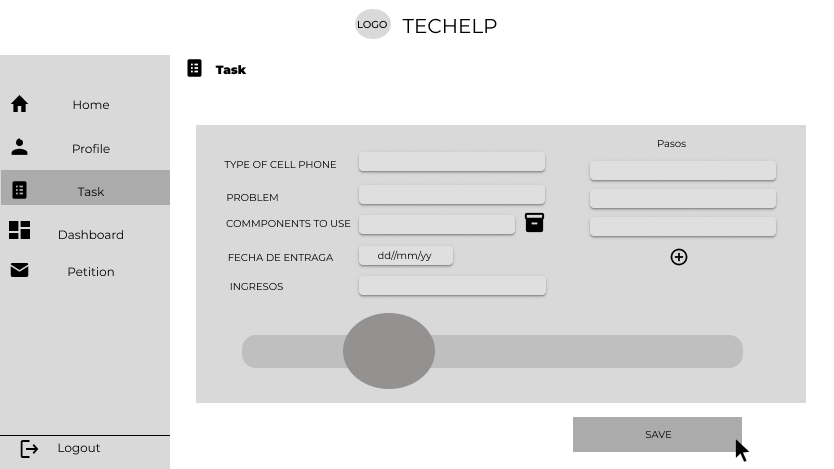 LOGO TECHELP
Task
Home
Profile
Task
Dashboard
Petition
Logout
TYPE OF CELL PHONE
PROBLEM
COMMPONENTS TO USE
FECHA DE ENTRAGA dd//mm/yy
INGRESOS
Pasos
SAVE